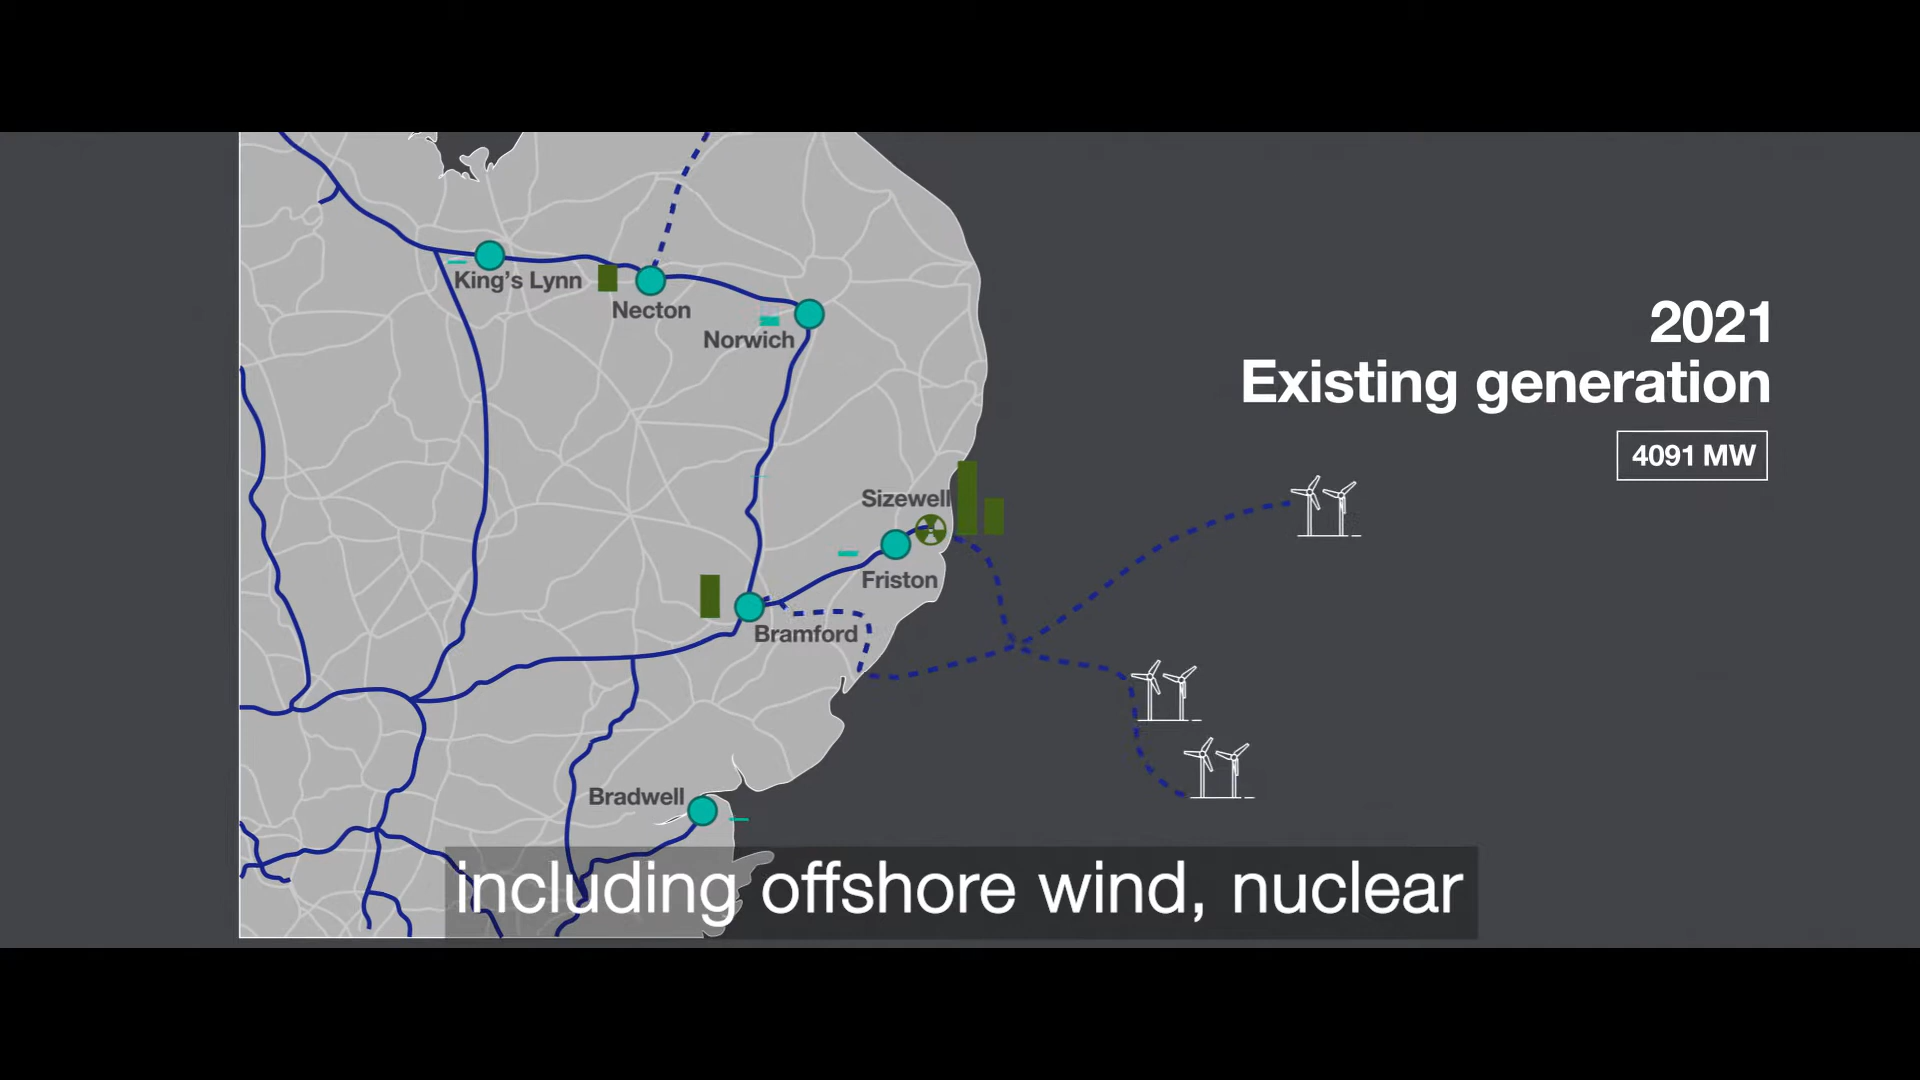 King's Lynn
Necton
Norwich
2021
Existing generation
4091 MW
Sizewell
Friston
Bramford
Bradwell
including offshore wind, nuclear